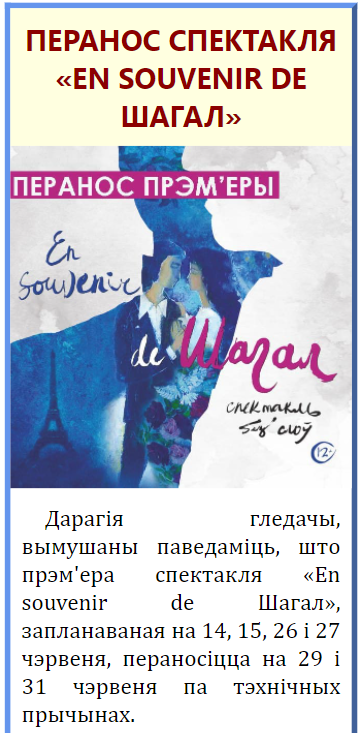 ПЕРАНОС СПЕКТАКЛЯ
«EN SOUVENIR DE
ШАГАЛ»
ПЕРАНОС ПРЭМ’ЕРЫ
En
souvenir
de Шагал
спектакль
без слоў
12+
Дарагія гледачы,
вымушаны паведаміць, што
прэм'ера спектакля «En
souvenir de Шагал»,
запланаваная на 14, 15, 26 і 27
чэрвеня, пераносіцца на 29 і
31 чэрвеня па тэхнічных
прычынах.